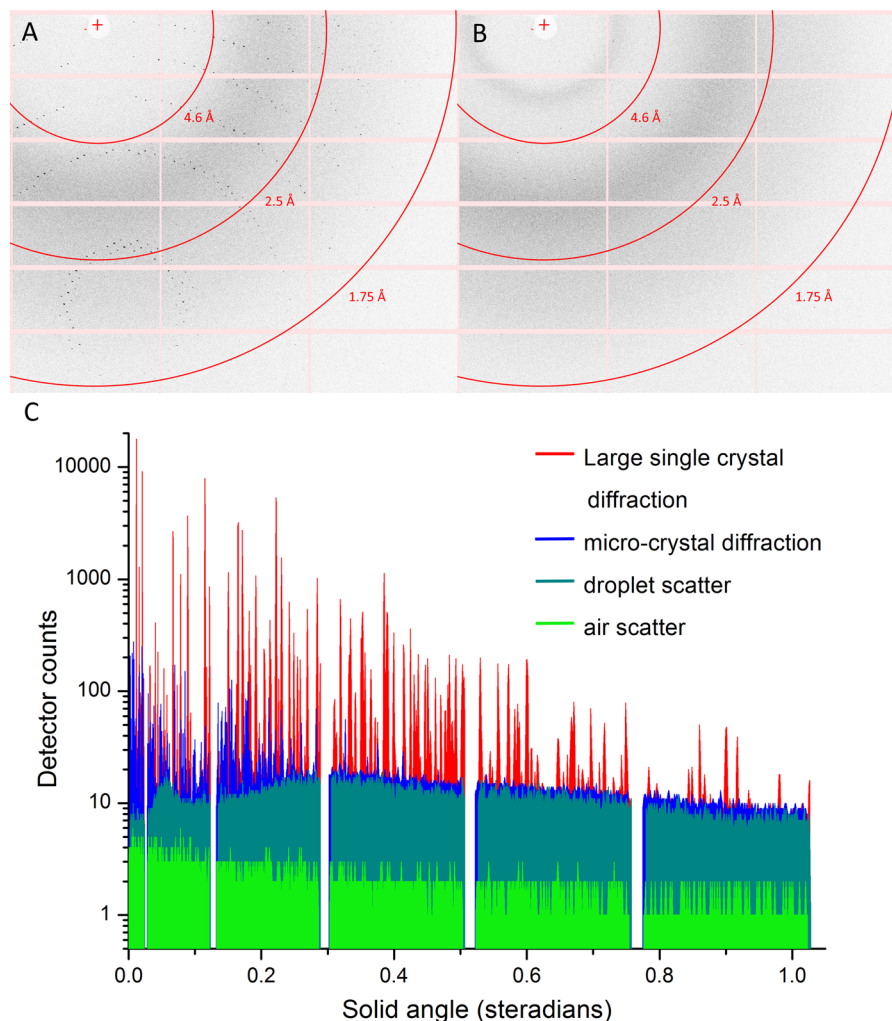 A
B
4.6 Å
4.6 Å
2.5 Å
2.5 Å
1.75 Å
1.75 Å
C
10000
1000
100
10
1
Detector counts
Large single crystal
diffraction
micro-crystal diffraction
droplet scatter
air scatter
0.0 0.2 0.4 0.6 0.8 1.0
Solid angle (steradians)